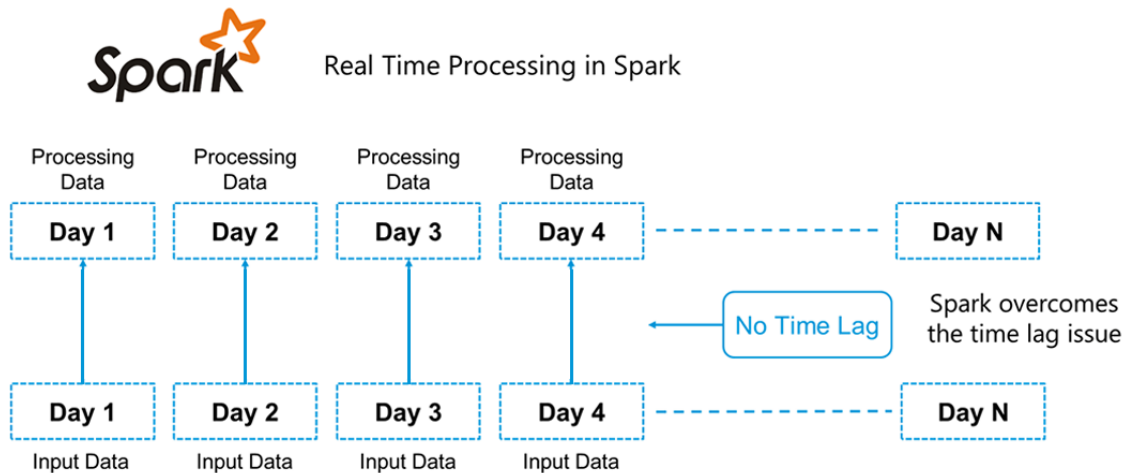 Spark
Real Time Processing in Spark
Processing Data
Processing Data
Processing Data
Processing Data
Day 1
Day 2
Day 3
Day 4
Day N
No Time Lag
Spark overcomes
the time lag issue
Day 1
Day 2
Day 3
Day 4
Day N
Input Data
Input Data
Input Data
Input Data